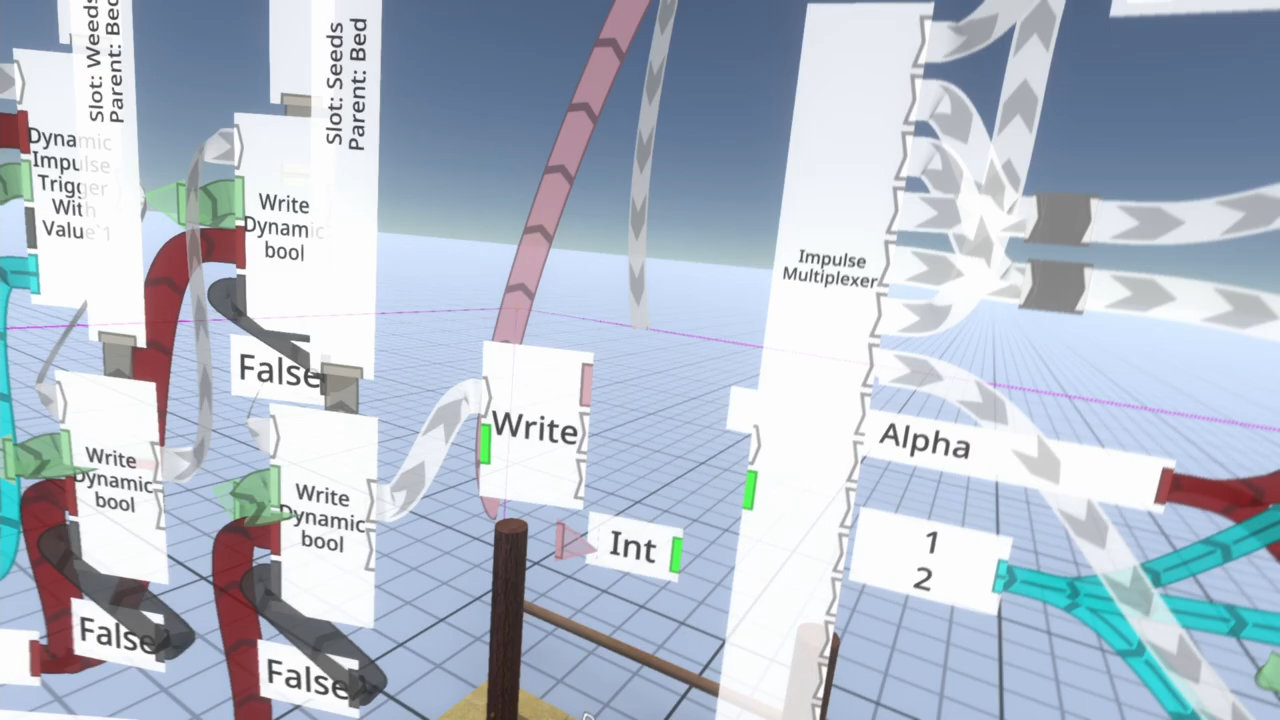 Slot: Weeds
Parent: Bed
Slot: Seeds
Parent: Bed
Dynamic
Impulse
Trigger
With
Value`1
Write
Dynamic
bool
False
Write
Dynamic
bool
False
Write
Dynamic
bool
False
Write
Int
Impulse
Multiplexer
Alpha
1
2